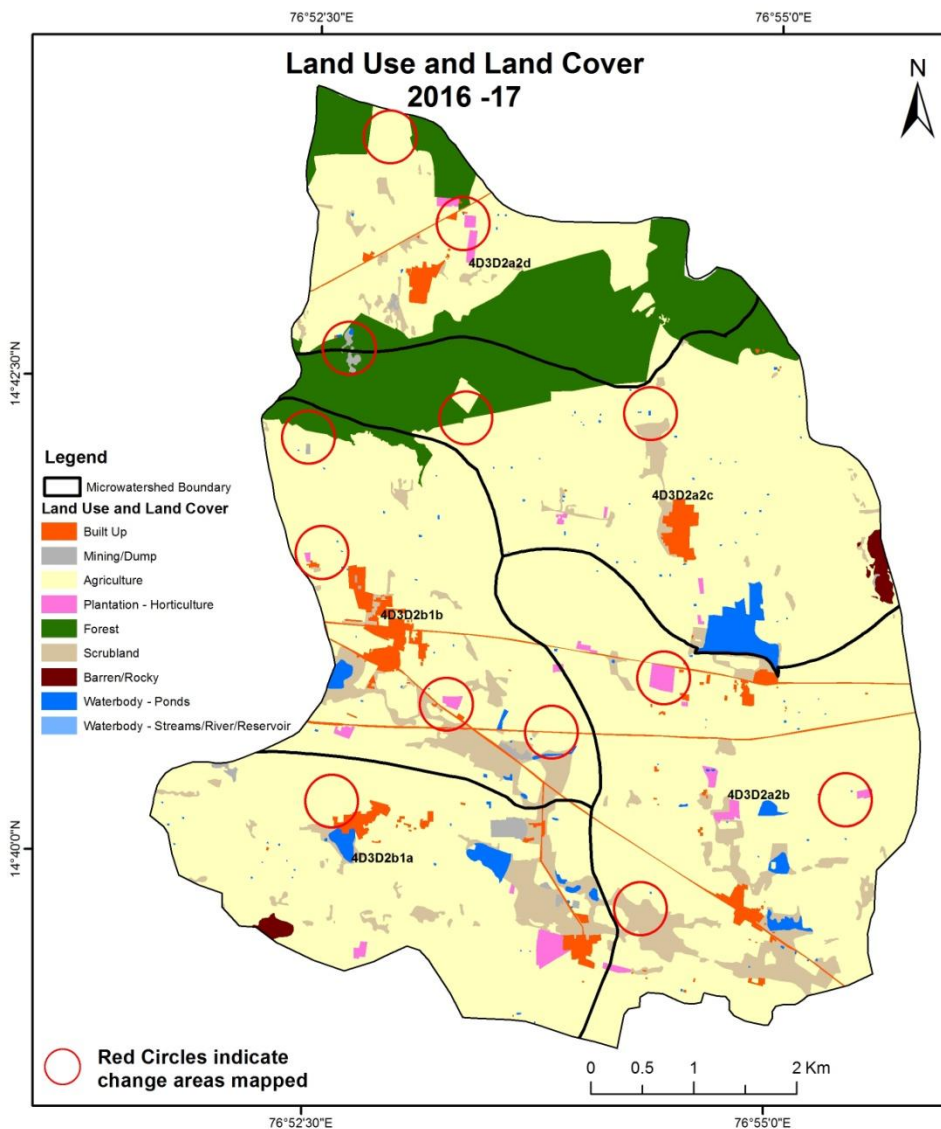 76°52'30"E
76°55'0"E
Land Use and Land Cover
2016 -17
N
4D3D2a2d
14°42'30"N
14°42'30"N
Legend
Microwatershed Boundary
Land Use and Land Cover
Built Up
Mining/Dump
Agriculture
Plantation - Horticulture
Forest
Scrubland
Barren/Rocky
Waterbody - Ponds
Waterbody - Streams/River/Reservoir
4D3D2a2c
4D3D2b1b
4D3D2a2b
14°40'0"N
4D3D2b1a
Red Circles indicate
change areas mapped
0 0.5 1 2 Km
76°52'30"E
76°55'0"E